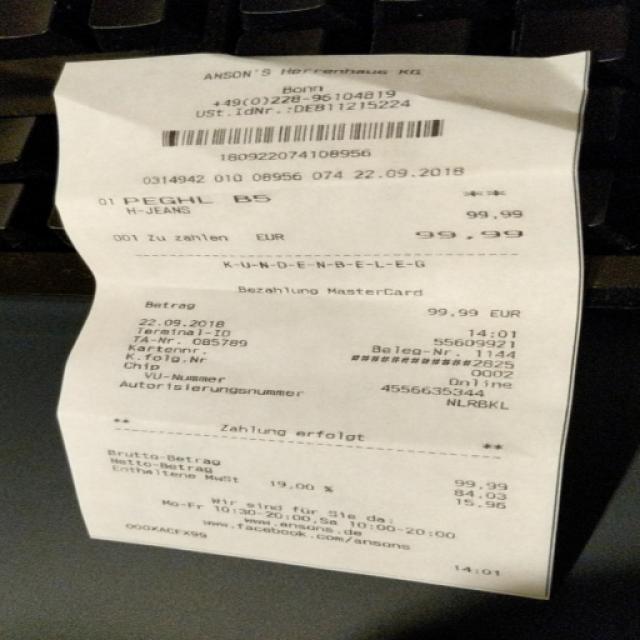 ANSON'S Herrenhaus KG
Bonn
+49(0)228-96104819
USt.IdNr.:DE811215224
180922074108956
0314942 010 08956 074 22.09.2018
01 PEGHL B5 **
H-JEANS 99,99
001 Zu zahlen EUR 99,99
K-U-N-D-E-N-B-E-L-E-G
Bezahlung MasterCard
Betrag 99,99 EUR
22.09.2018 14:01
Terminal-ID 55609921
TA-Nr. 085789 Beleg-Nr. 1144
Kartennr. ############2825
K.folg.Nr 0002
Chip Online
VU-Nummer 4556635344
Autorisierungsnummer NLRBKL
** Zahlung erfolgt **
Brutto-Betrag 99,99
Netto-Betrag 84,03
Enthaltene MwSt 19,00 % 15,96
Wir sind für Sie da:
Mo-Fr 10:30-20:00,Sa 10:00-20:00
www.ansons.de
www.facebook.com/ansons
000XACFX99
14:01